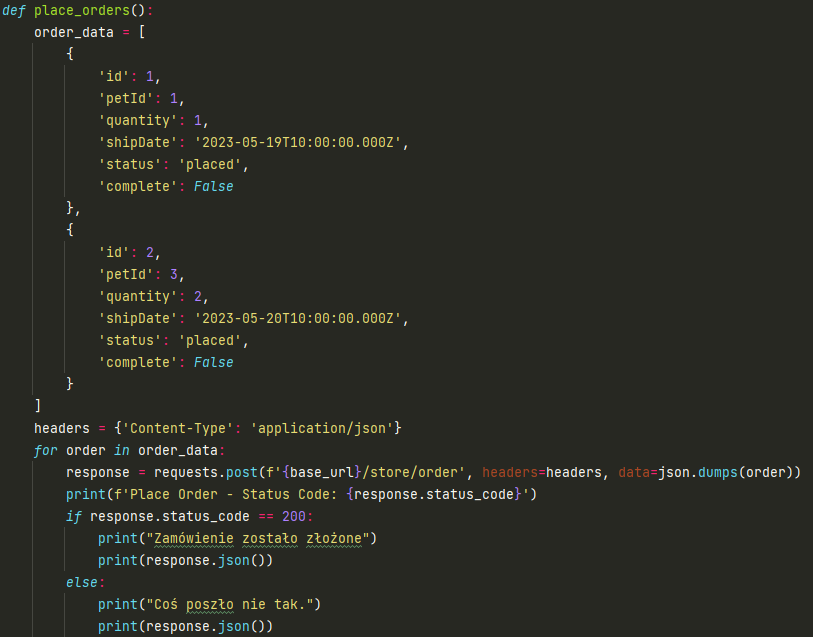 def place_orders():
    order_data = [
        {
            'id': 1,
            'petId': 1,
            'quantity': 1,
            'shipDate': '2023-05-19T10:00:00.000Z',
            'status': 'placed',
            'complete': False
        },
        {
            'id': 2,
            'petId': 3,
            'quantity': 2,
            'shipDate': '2023-05-20T10:00:00.000Z',
            'status': 'placed',
            'complete': False
        }
    ]
    headers = {'Content-Type': 'application/json'}
    for order in order_data:
        response = requests.post(f'{base_url}/store/order', headers=headers, data=json.dumps(order))
        print(f'Place Order - Status Code: {response.status_code}')
        if response.status_code == 200:
            print("Zamówienie zostało złożone")
            print(response.json())
        else:
            print("Coś poszło nie tak.")
            print(response.json())